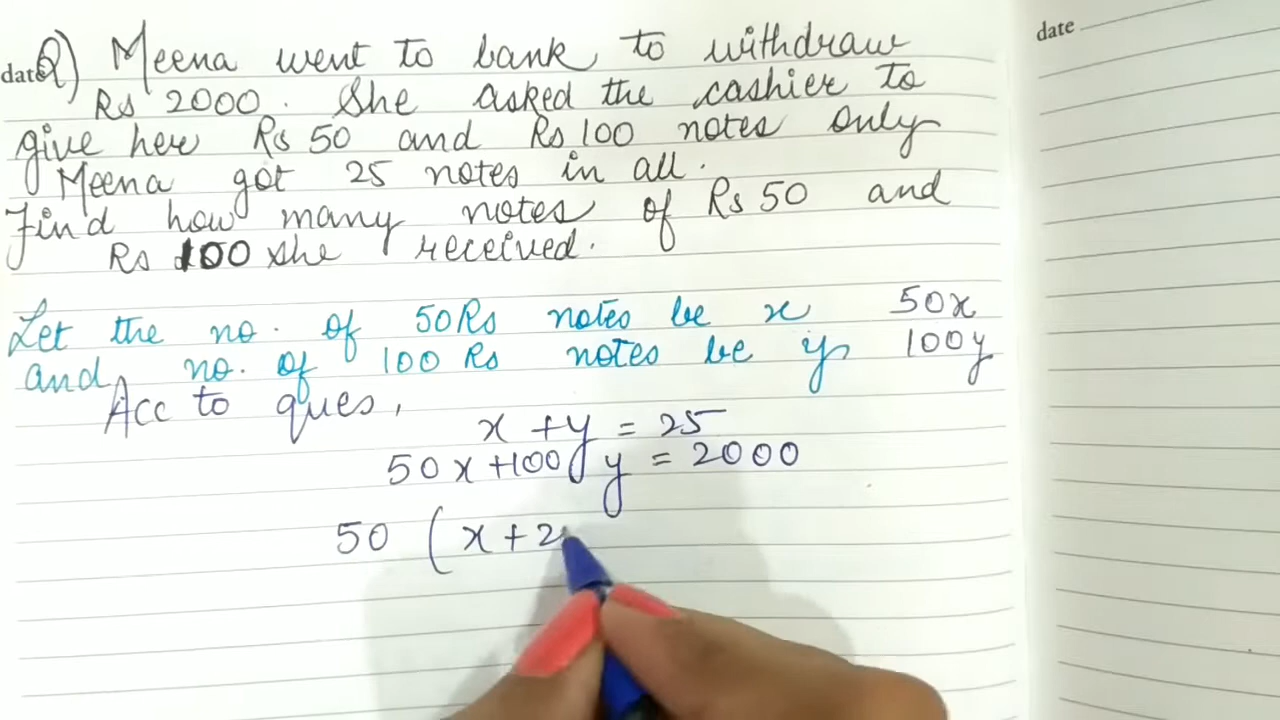 date
date Q) Meena went to bank to withdraw
Rs 2000. She asked the cashier to
give her Rs 50 and Rs 100 notes only
Meena got 25 notes in all.
Find how many notes of Rs 50 and
Rs 100 she received.
Let the no. of 50Rs notes be x 50x
and no. of 100 Rs notes be y 100y
Acc to ques,
x + y = 25
50x + 100 y = 2000
50 ( x + 2